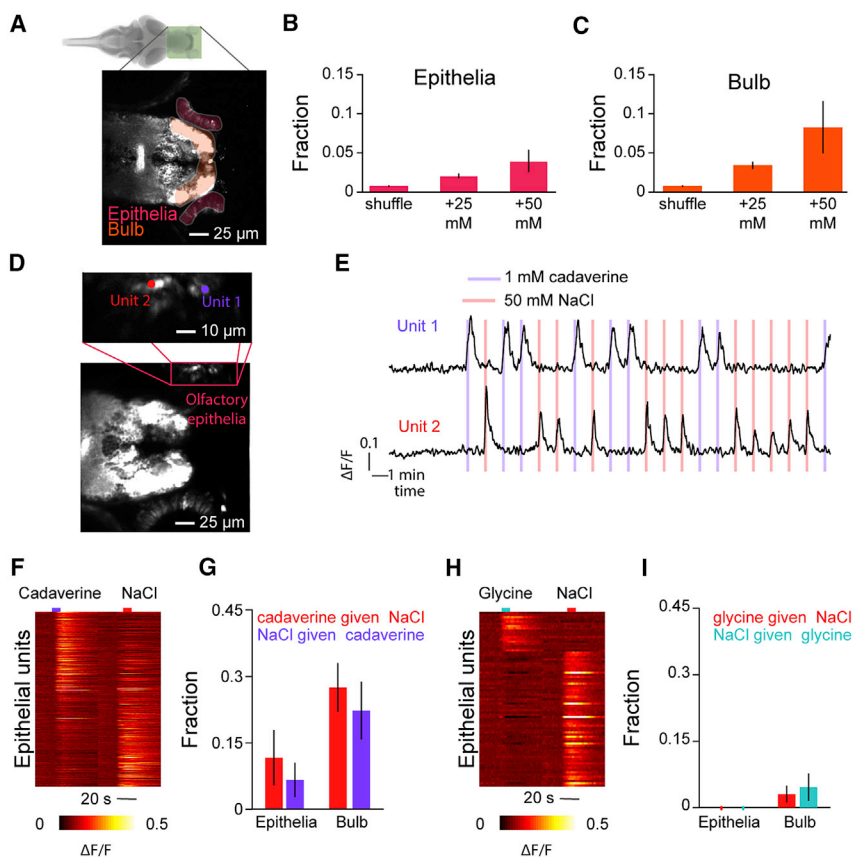 A
Epithelia
Bulb
25 µm
B
Epithelia
Fraction
0.15
0.1
0.05
0
shuffle
+25
mM
+50
mM
C
Bulb
Fraction
0.15
0.1
0.05
0
shuffle
+25
mM
+50
mM
D
Unit 2
Unit 1
10 µm
Olfactory
epithelia
25 µm
E
1 mM cadaverine
50 mM NaCl
Unit 1
Unit 2
0.1
ΔF/F
1 min
time
F
Cadaverine NaCl
Epithelial units
20 s
0 0.5
ΔF/F
G
0.45
0.3
0.15
0
Fraction
cadaverine given NaCl
NaCl given cadaverine
Epithelia Bulb
H
Glycine NaCl
Epithelial units
20 s
0 0.5
ΔF/F
I
0.45
0.3
0.15
0
Fraction
glycine given NaCl
NaCl given glycine
Epithelia Bulb